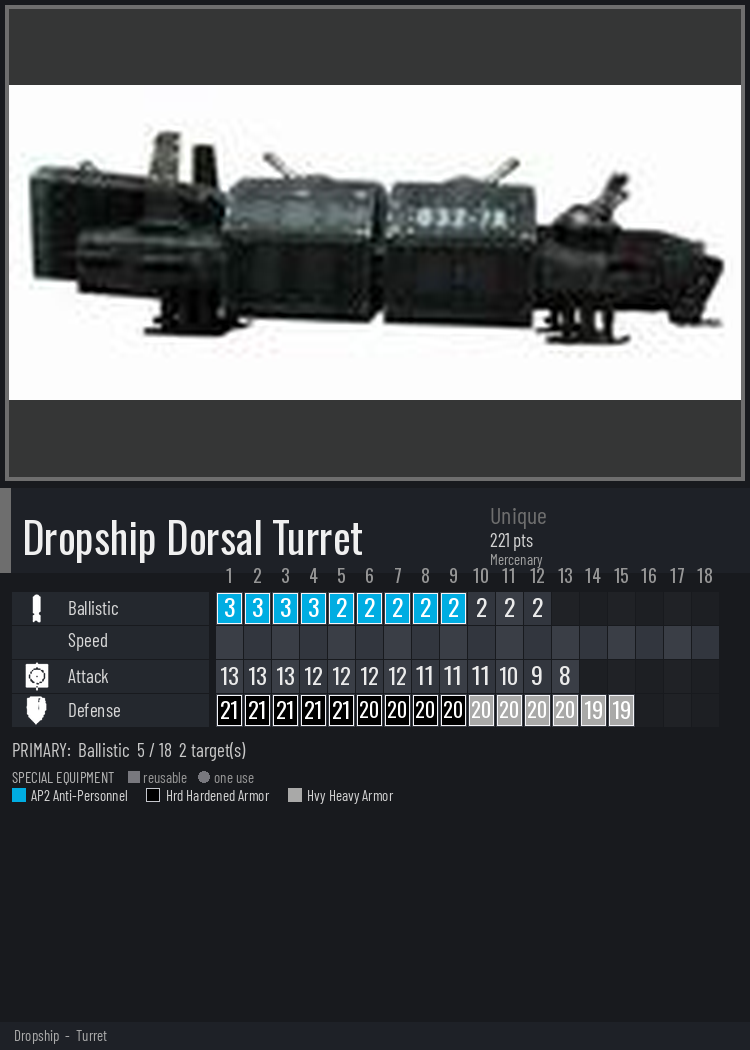 032-7A
Dropship Dorsal Turret
Unique
221 pts
Mercenary
1 2 3 4 5 6 7 8 9 10 11 12 13 14 15 16 17 18
Ballistic 3 3 3 3 2 2 2 2 2 2 2 2
Speed
Attack 13 13 13 12 12 12 12 11 11 11 10 9 8
Defense 21 21 21 21 21 20 20 20 20 20 20 20 20 19 19
PRIMARY: Ballistic 5 / 18 2 target(s)
SPECIAL EQUIPMENT reusable one use
AP2 Anti-Personnel Hrd Hardened Armor Hvy Heavy Armor
Dropship - Turret